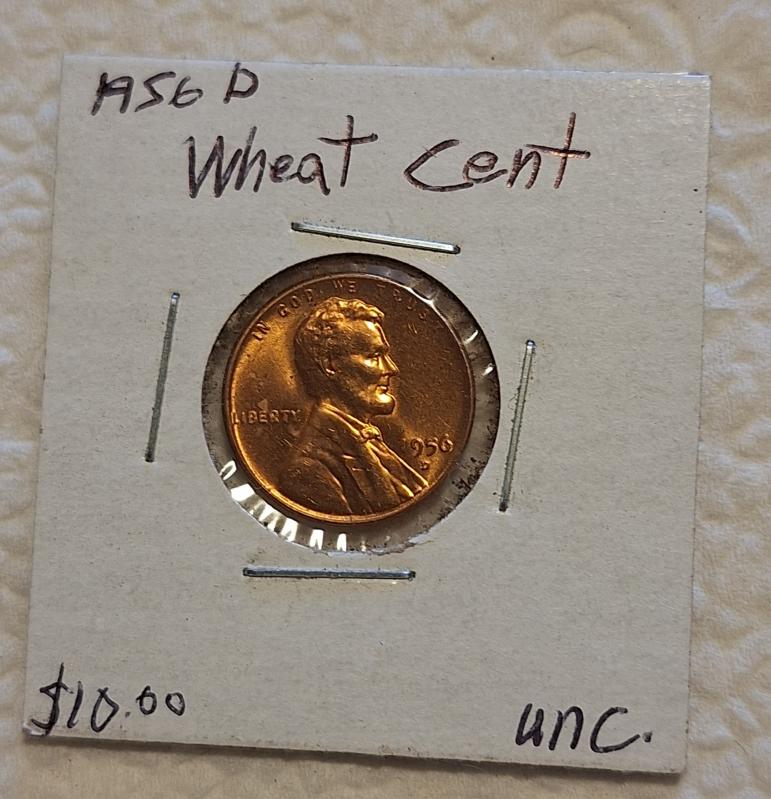 1956 D
Wheat Cent
IN GOD WE TRUST
LIBERTY
1956
D
$10.00
unc.